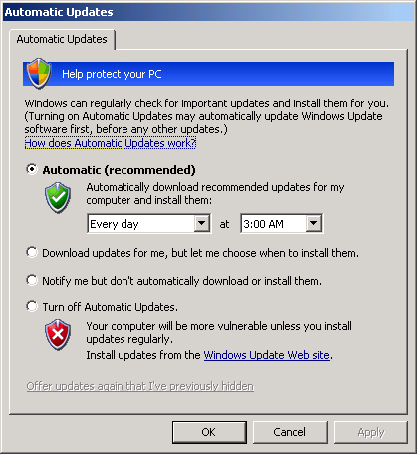 Automatic Updates
Automatic Updates
Help protect your PC
Windows can regularly check for important updates and install them for you.
(Turning on Automatic Updates may automatically update Windows Update
software first, before any other updates.)
How does Automatic Updates work?
Automatic (recommended)
Automatically download recommended updates for my
computer and install them:
Every day at 3:00 AM
Download updates for me, but let me choose when to install them.
Notify me but don't automatically download or install them.
Turn off Automatic Updates.
Your computer will be more vulnerable unless you install
updates regularly.
Install updates from the Windows Update Web site.
Offer updates again that I've previously hidden
OK Cancel Apply